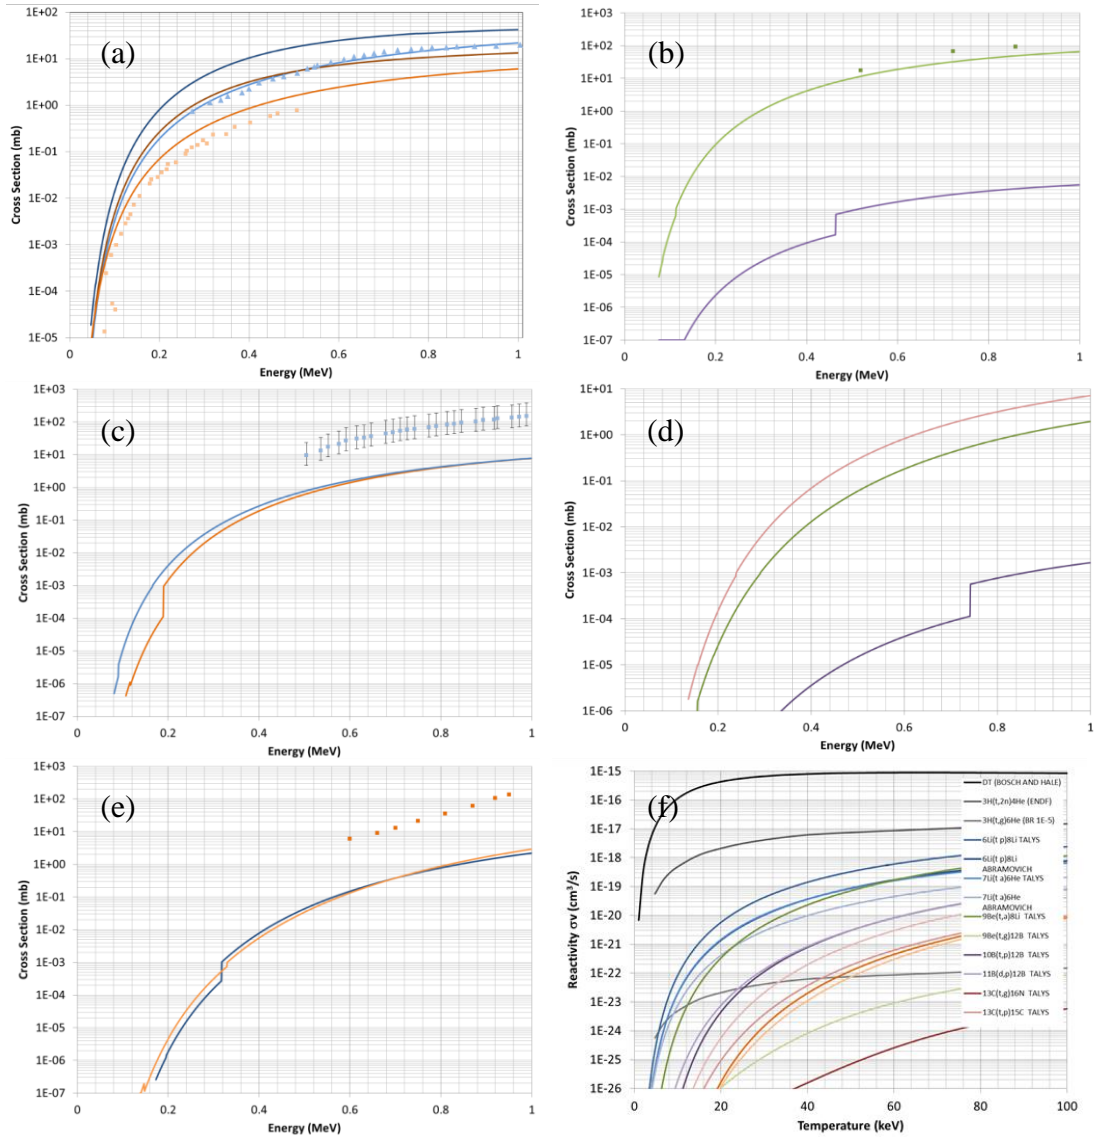 (a)
1E+02
1E+01
1E+00
1E-01
1E-02
1E-03
1E-04
1E-05
Cross Section (mb)
0 0.2 0.4 0.6 0.8 1
Energy (MeV)
(b)
1E+03
1E+02
1E+01
1E+00
1E-01
1E-02
1E-03
1E-04
1E-05
1E-06
1E-07
Cross Section (mb)
0 0.2 0.4 0.6 0.8 1
Energy (MeV)
(c)
1E+03
1E+02
1E+01
1E+00
1E-01
1E-02
1E-03
1E-04
1E-05
1E-06
1E-07
Cross Section (mb)
0 0.2 0.4 0.6 0.8 1
Energy (MeV)
(d)
1E+01
1E+00
1E-01
1E-02
1E-03
1E-04
1E-05
1E-06
Cross Section (mb)
0 0.2 0.4 0.6 0.8 1
Energy (MeV)
(e)
1E+03
1E+02
1E+01
1E+00
1E-01
1E-02
1E-03
1E-04
1E-05
1E-06
1E-07
Cross Section (mb)
0 0.2 0.4 0.6 0.8 1
Energy (MeV)
(f)
1E-15
1E-16
1E-17
1E-18
1E-19
1E-20
1E-21
1E-22
1E-23
1E-24
1E-25
1E-26
Reactivity σv (cm³/s)
0 20 40 60 80 100
Temperature (keV)
DT (BOSCH AND HALE)
3H(t,2n)4He (ENDF)
3H(t,g)6He (BR 1E-5)
6Li(t p)8Li TALYS
6Li(t p)8Li
ABRAMOVICH
7Li(t a)6He TALYS
7Li(t a)6He
ABRAMOVICH
9Be(t,a)8Li TALYS
9Be(t,g)12B TALYS
10B(t,p)12B TALYS
11B(d,p)12B TALYS
13C(t,g)16N TALYS
13C(t,p)15C TALYS